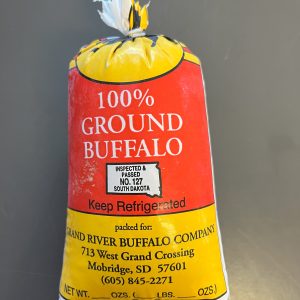 100%
GROUND
BUFFALO
INSPECTED &
PASSED
NO. 127
SOUTH DAKOTA
Keep Refrigerated
packed for:
GRAND RIVER BUFFALO COMPANY
713 West Grand Crossing
Mobridge, SD 57601
(605) 845-2271
NET WT. OZS. ( LBS. OZS.)